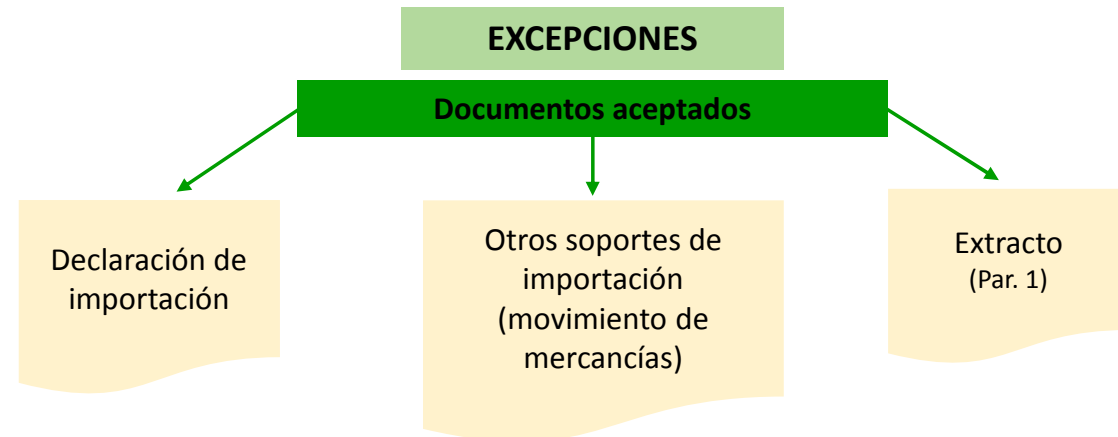 EXCEPCIONES
Documentos aceptados
Declaración de
importación
Otros soportes de
importación
(movimiento de
mercancías)
Extracto
(Par. 1)